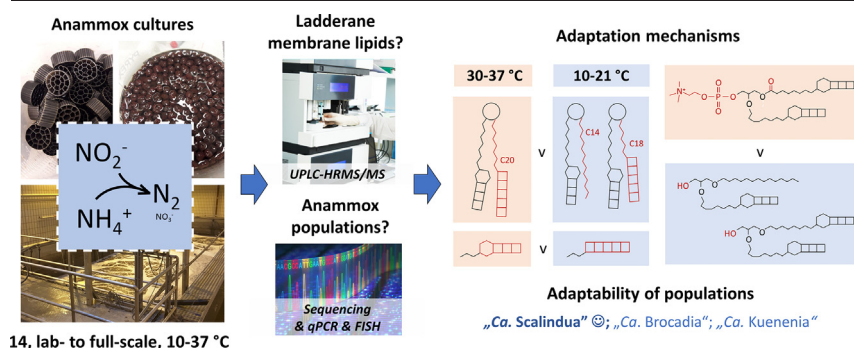 Anammox cultures
NO2-
NH4+
N2
NO3-
14, lab- to full-scale, 10-37 °C
Ladderane
membrane lipids?
UPLC-HRMS/MS
Anammox
populations?
Sequencing
& qPCR & FISH
Adaptation mechanisms
30-37 °C
10-21 °C
C20
v
C14
C18
v
N+
O
P
O
O
O
O
O
v
HO
O
O
HO
O
O
Adaptability of populations
„Ca. Scalindua” ☺; „Ca. Brocadia“; „Ca. Kuenenia“